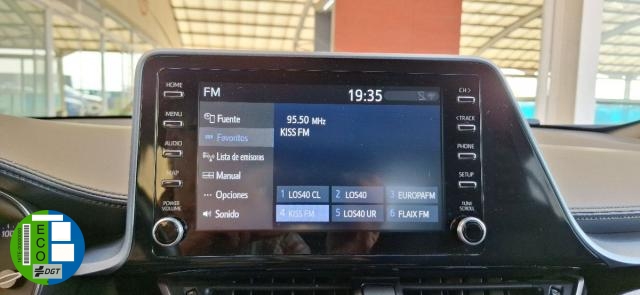 FM
19:35
HOME
MENU
AUDIO
MAP
POWER
VOLUME
CH>
<TRACK
PHONE
SETUP
TUNE
SCROLL
Fuente
Favoritos
Lista de emisoras
Manual
Opciones
Sonido
95.50 MHz
KISS FM
1 LOS40 CL
2 LOS40
3 EUROPAFM
4 KISS FM
5 LOS40 UR
6 FLAIX FM
100
ECO
DGT